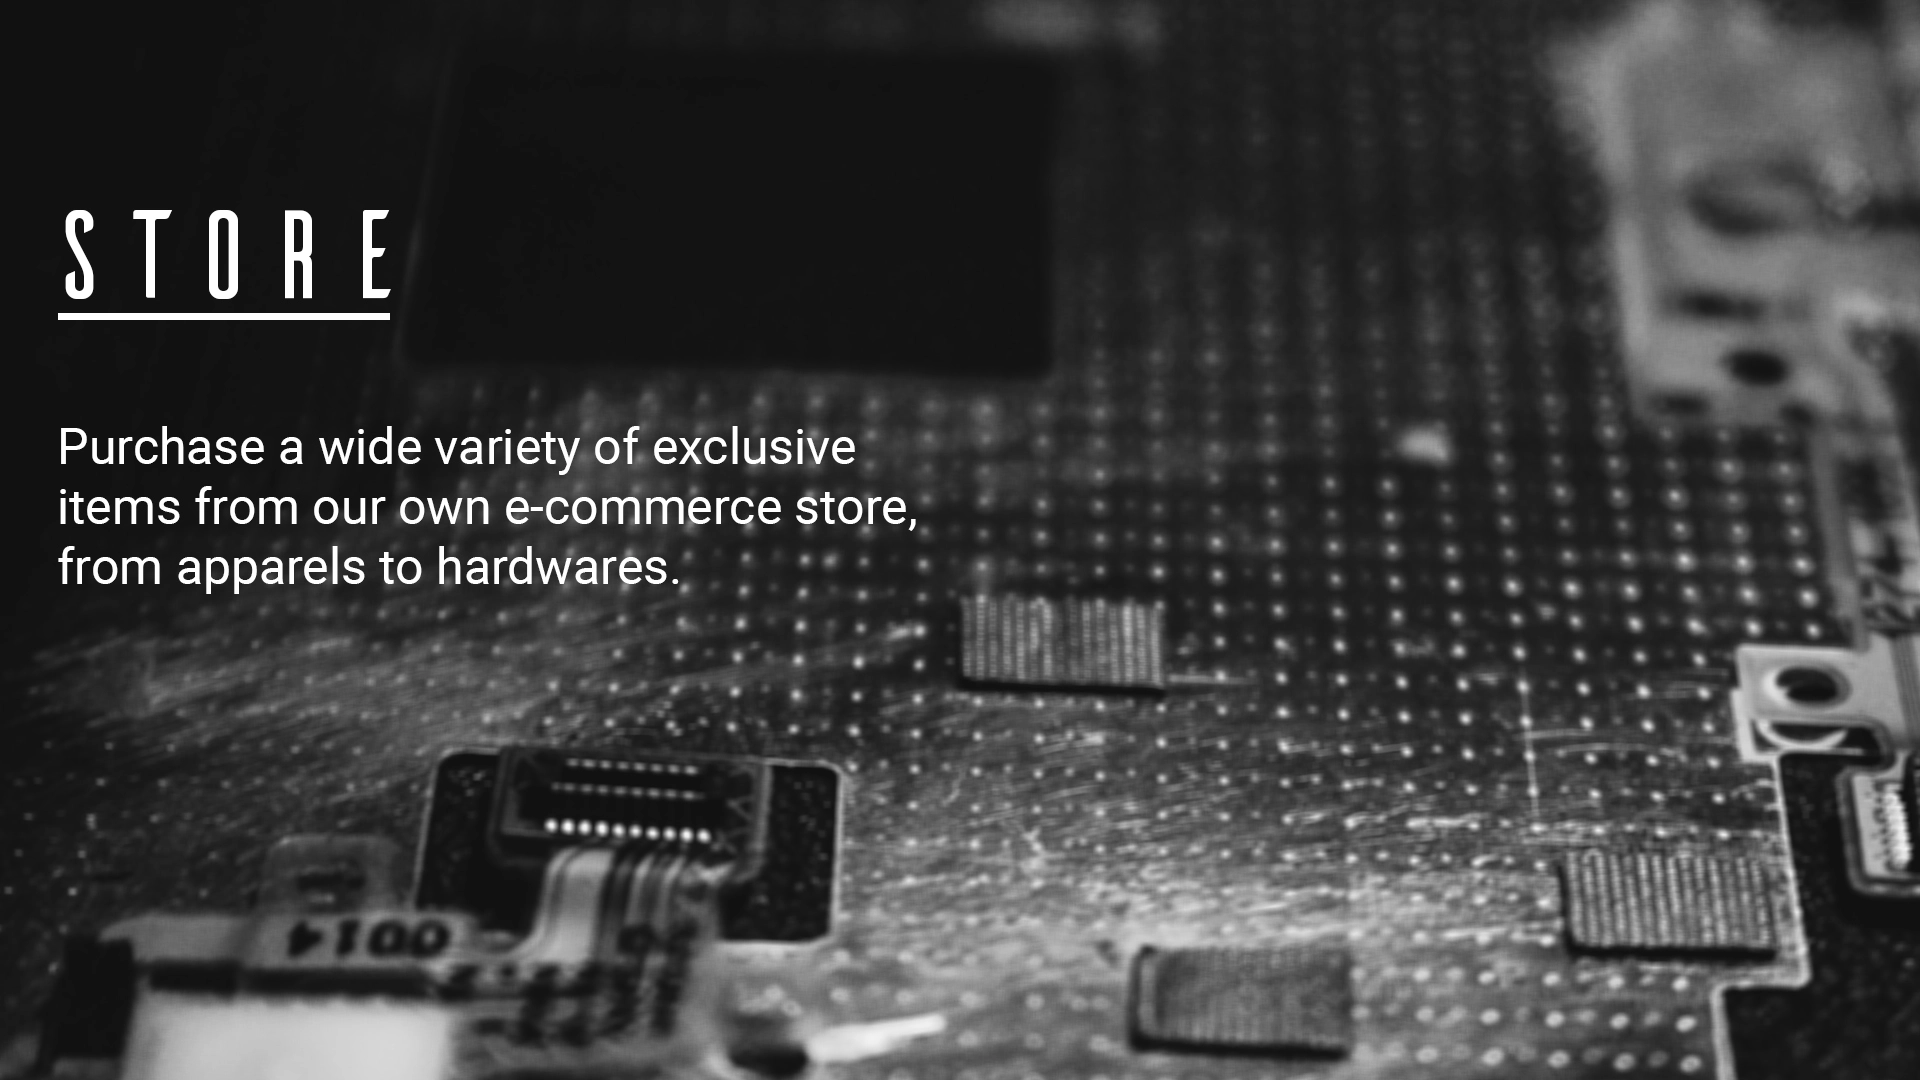 STORE
Purchase a wide variety of exclusive
items from our own e-commerce store,
from apparels to hardwares.